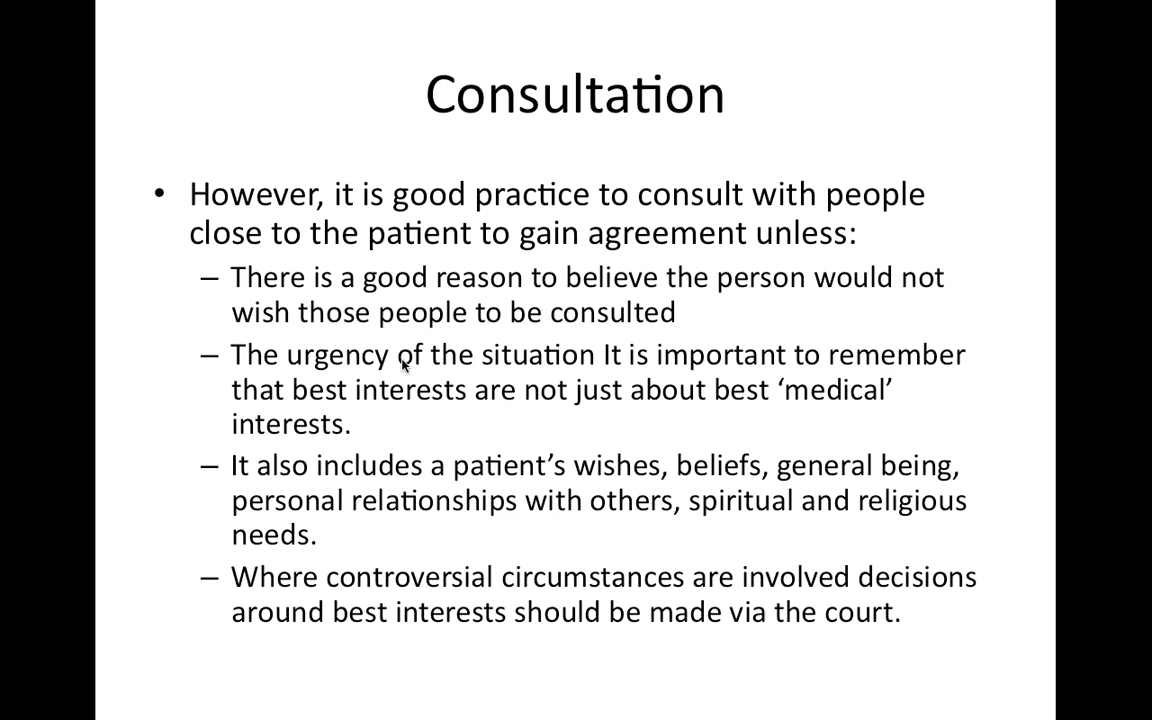 Consultation
• However, it is good practice to consult with people
close to the patient to gain agreement unless:
– There is a good reason to believe the person would not
wish those people to be consulted
– The urgency of the situation It is important to remember
that best interests are not just about best ‘medical’
interests.
– It also includes a patient’s wishes, beliefs, general being,
personal relationships with others, spiritual and religious
needs.
– Where controversial circumstances are involved decisions
around best interests should be made via the court.